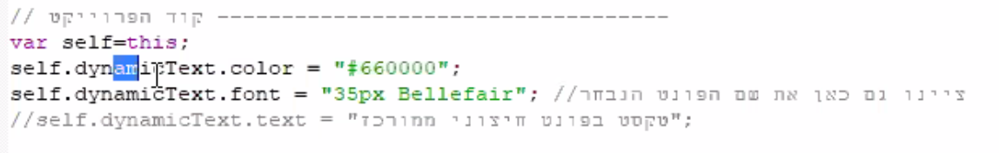 // קוד הפרוייקט ----------------------------------
var self=this;
self.dynamicText.color = "#660000";
self.dynamicText.font = "35px Bellefair"; //ציינו גם כאן את שם הפונט הנבחר
//self.dynamicText.text = "טקסט בפונט חיצוני ממורכז";